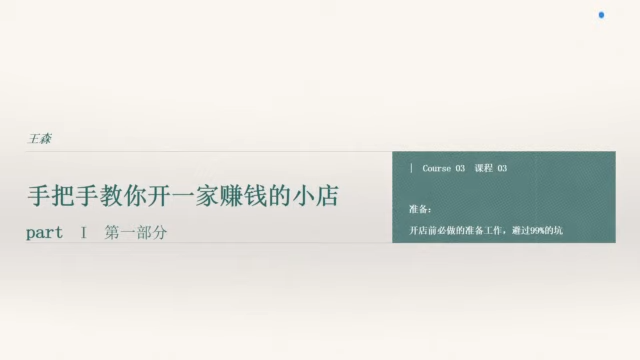 王森
手把手教你开一家赚钱的小店
part I 第一部分
| Course 03 课程 03
准备：
开店前必做的准备工作，避过99%的坑